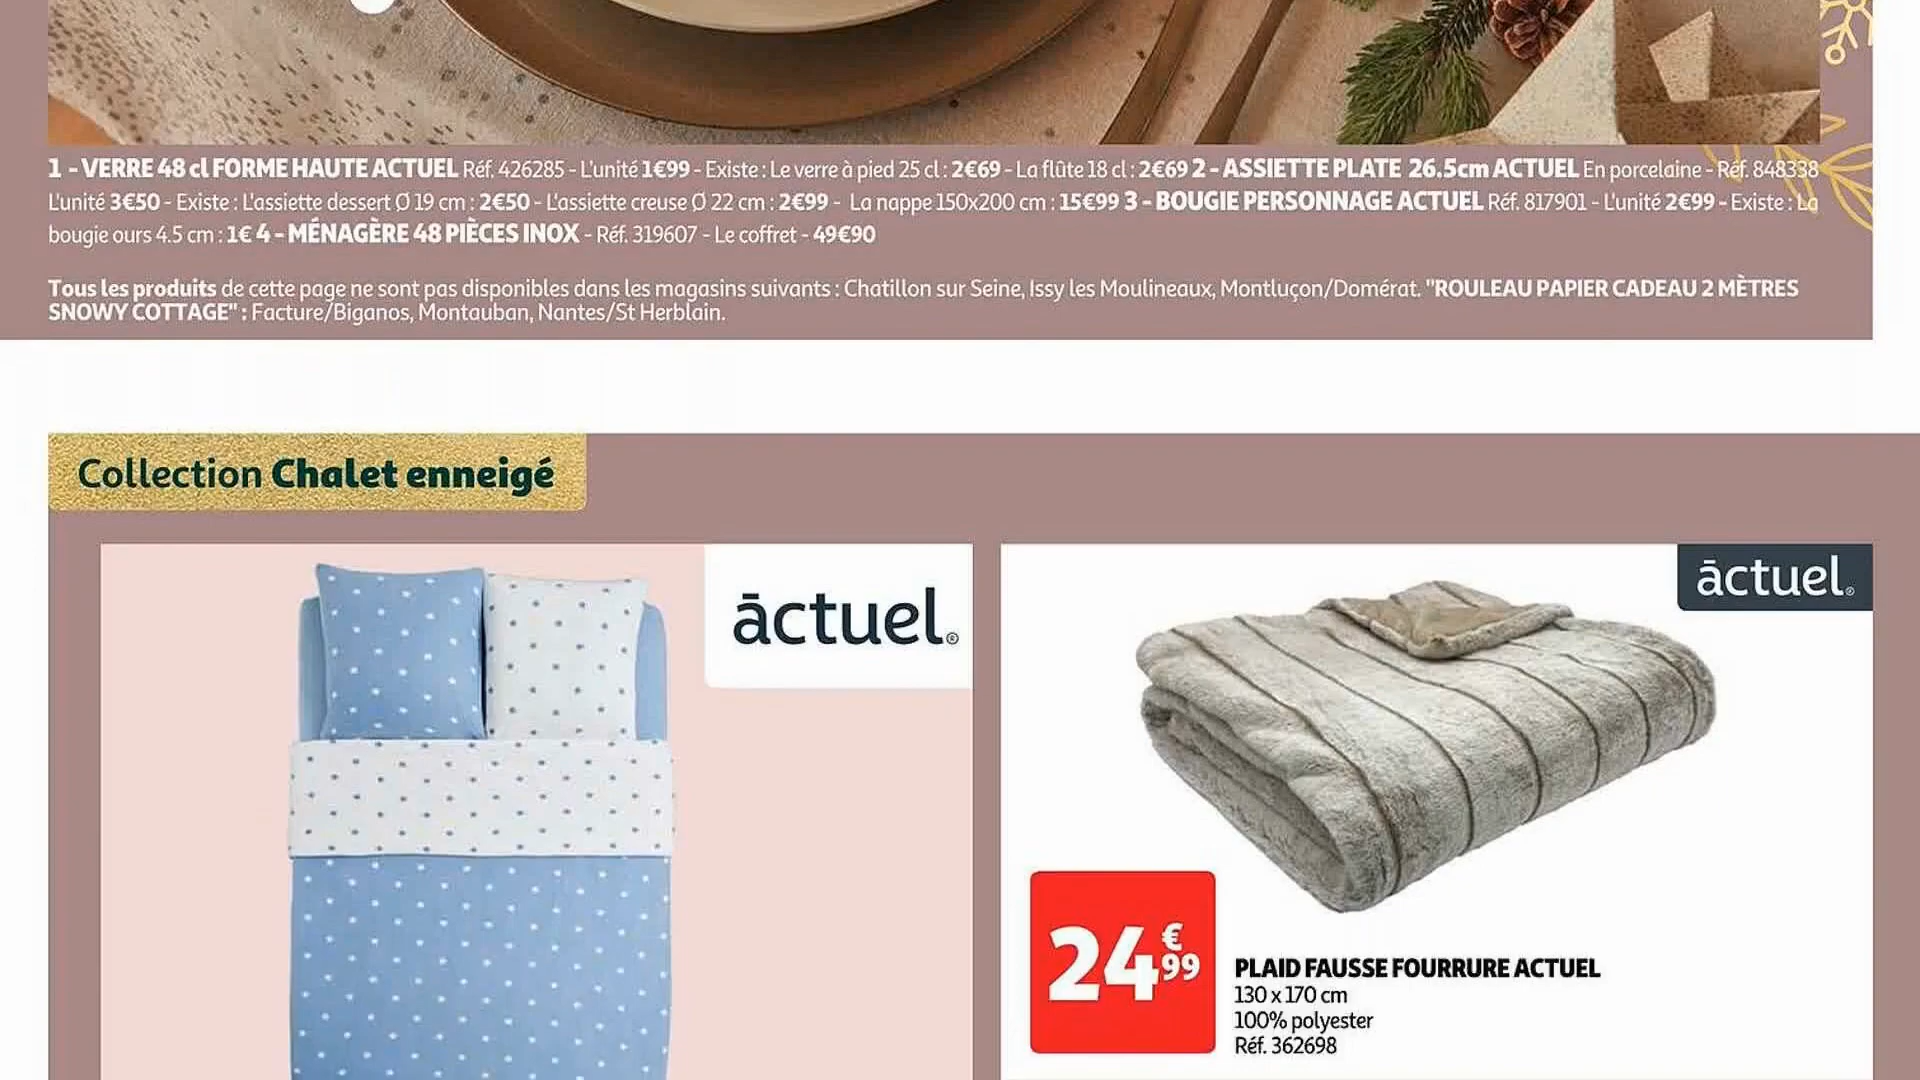 1 - VERRE 48 cl FORME HAUTE ACTUEL Réf. 426285 - L'unité 1€99 - Existe : Le verre à pied 25 cl : 2€69 - La flûte 18 cl : 2€69 2 - ASSIETTE PLATE 26.5cm ACTUEL En porcelaine - Réf. 848338
L'unité 3€50 - Existe : L'assiette dessert Ø 19 cm : 2€50 - L'assiette creuse Ø 22 cm : 2€99 - La nappe 150x200 cm : 15€99 3 - BOUGIE PERSONNAGE ACTUEL Réf. 817901 - L'unité 2€99 - Existe : La
bougie ours 4.5 cm : 1€ 4 - MÉNAGÈRE 48 PIÈCES INOX - Réf. 319607 - Le coffret - 49€90
Tous les produits de cette page ne sont pas disponibles dans les magasins suivants : Chatillon sur Seine, Issy les Moulineaux, Montluçon/Domérat. "ROULEAU PAPIER CADEAU 2 MÈTRES
SNOWY COTTAGE" : Facture/Biganos, Montauban, Nantes/St Herblain.
Collection Chalet enneigé
āctuel®
āctuel®
24€99
PLAID FAUSSE FOURRURE ACTUEL
130 x 170 cm
100% polyester
Réf. 362698